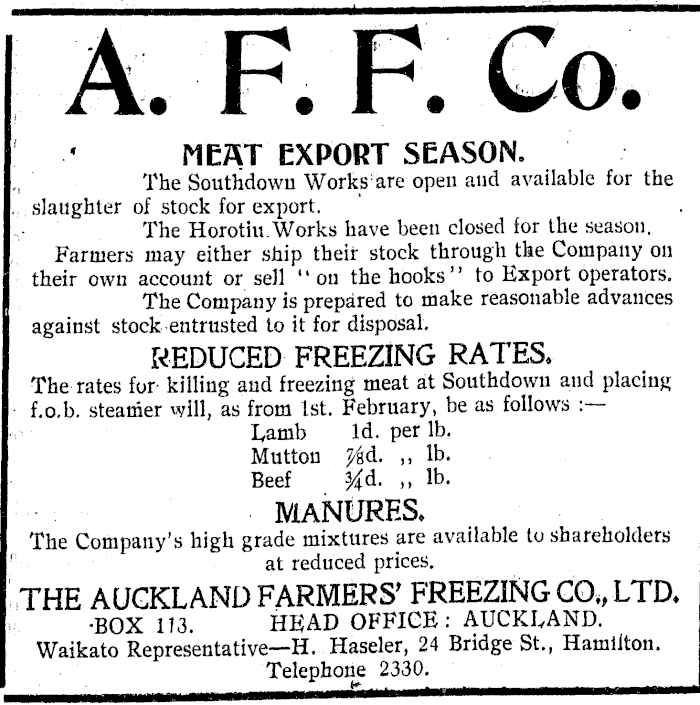 A. F. F. Co.
MEAT EXPORT SEASON.
The Southdown Works are open and available for the
slaughter of stock for export.
The Horotiu Works have been closed for the season.
Farmers may either ship their stock through the Company on
their own account or sell "on the hooks" to Export operators.
The Company is prepared to make reasonable advances
against stock entrusted to it for disposal.
REDUCED FREEZING RATES.
The rates for killing and freezing meat at Southdown and placing
f.o.b. steamer will, as from 1st. February, be as follows :—
Lamb 1d. per lb.
Mutton ⅞d. ,, lb.
Beef ¾d. ,, lb.
MANURES.
The Company's high grade mixtures are available to shareholders
at reduced prices.
THE AUCKLAND FARMERS' FREEZING CO., LTD.
BOX 113. HEAD OFFICE : AUCKLAND.
Waikato Representative—H. Haseler, 24 Bridge St., Hamilton.
Telephone 2330.